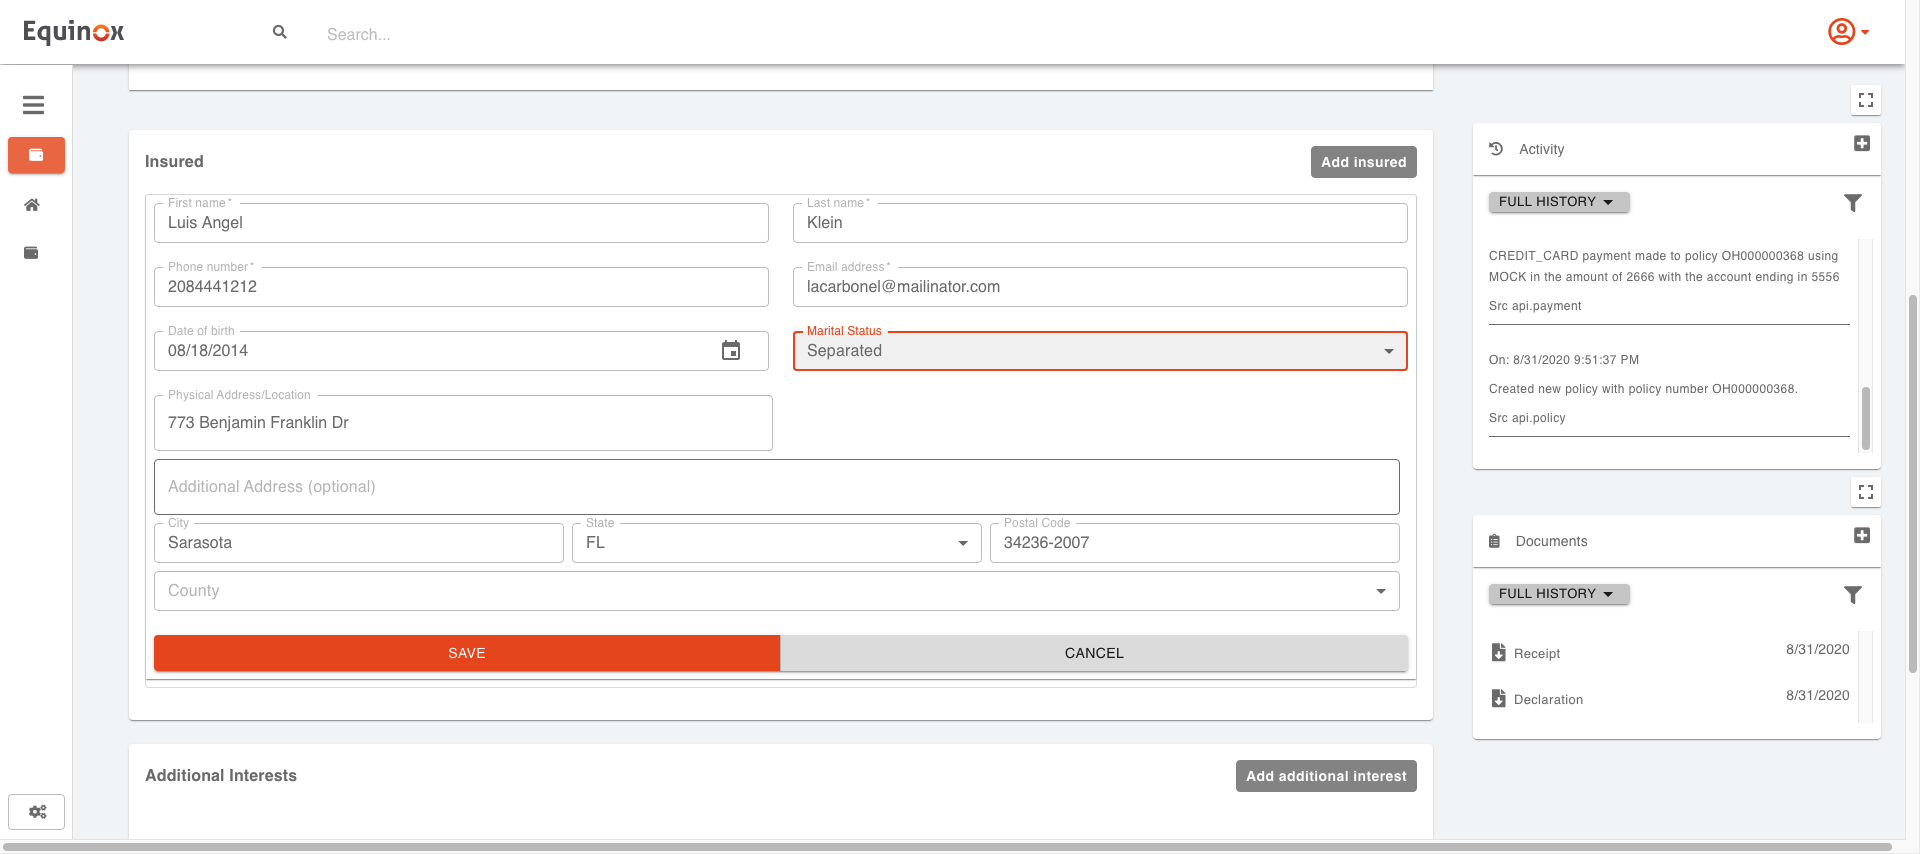 Equinox
Search...
Insured
Add insured
First name *
Luis Angel
Last name *
Klein
Phone number *
2084441212
Email address *
lacarbonel@mailinator.com
Date of birth
08/18/2014
Marital Status
Separated
Physical Address/Location
773 Benjamin Franklin Dr
Additional Address (optional)
City
Sarasota
State
FL
Postal Code
34236-2007
County
SAVE
CANCEL
Additional Interests
Add additional interest
Activity
FULL HISTORY
CREDIT_CARD payment made to policy OH000000368 using
MOCK in the amount of 2666 with the account ending in 5556
Src api.payment
On: 8/31/2020 9:51:37 PM
Created new policy with policy number OH000000368.
Src api.policy
Documents
FULL HISTORY
Receipt
8/31/2020
Declaration
8/31/2020